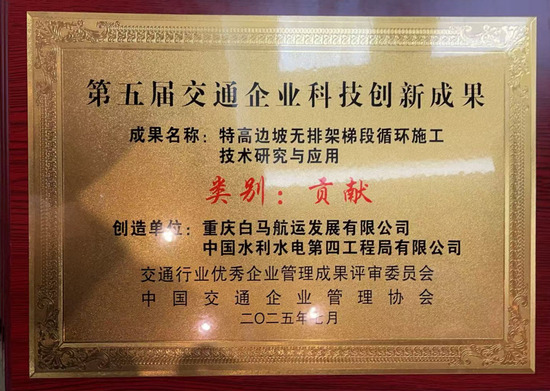 第五届交通企业科技创新成果
成果名称：特高边坡无排架梯段循环施工
技术研究与应用
类别：贡献
创造单位：重庆白马航运发展有限公司
中国水利水电第四工程局有限公司
交通行业优秀企业管理成果评审委员会
中国交通企业管理协会
二〇二五年七月